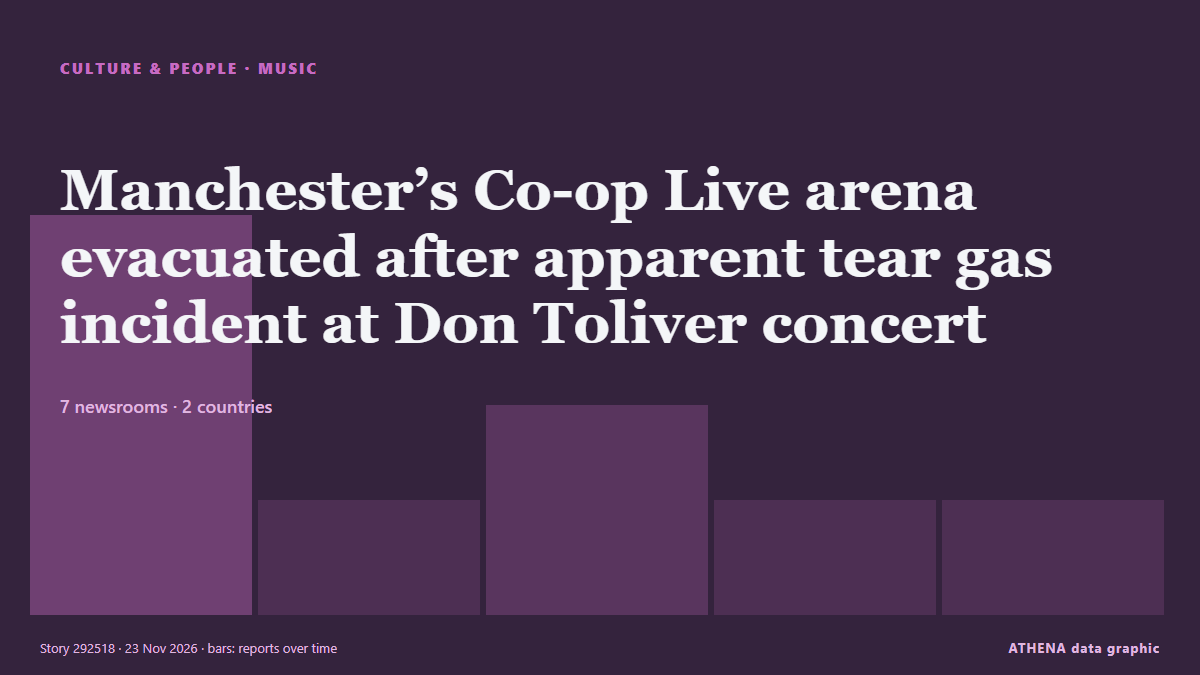 CULTURE & PEOPLE · MUSIC
Manchester’s Co-op Live arena
evacuated after apparent tear gas
incident at Don Toliver concert
7 newsrooms · 2 countries
Story 292518 · 23 Nov 2026 · bars: reports over time
ATHENA data graphic